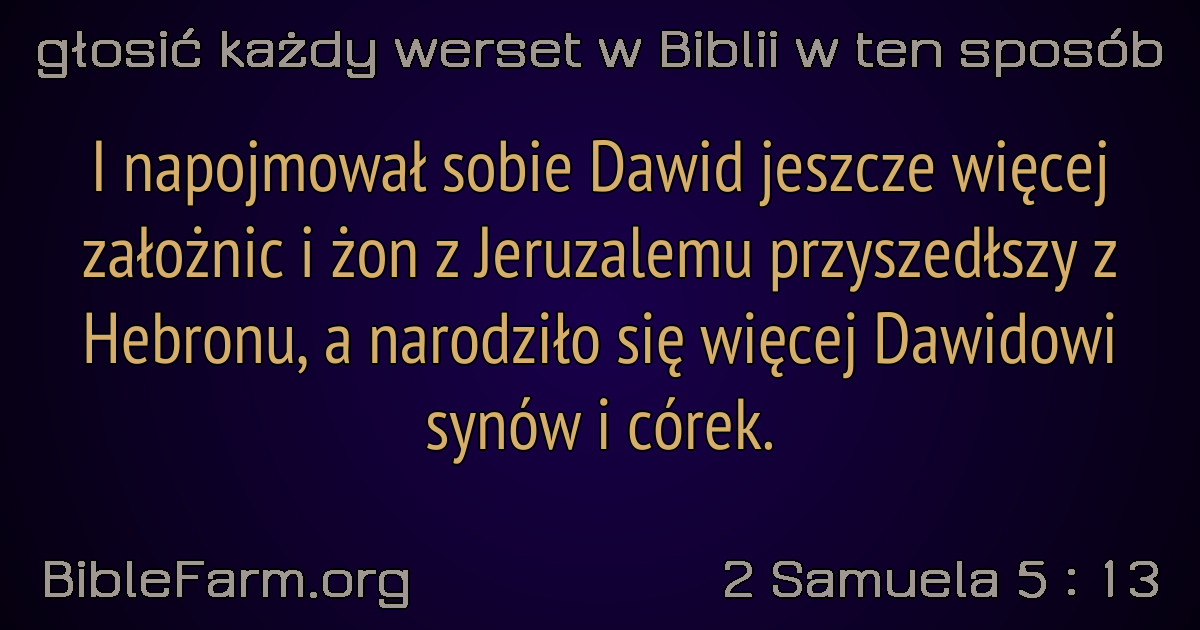 głosić każdy werset w Biblii w ten sposób
I napojmował sobie Dawid jeszcze więcej
założnic i żon z Jeruzalemu przyszedłszy z
Hebronu, a narodziło się więcej Dawidowi
synów i córek.
BibleFarm.org
2 Samuela 5 : 13